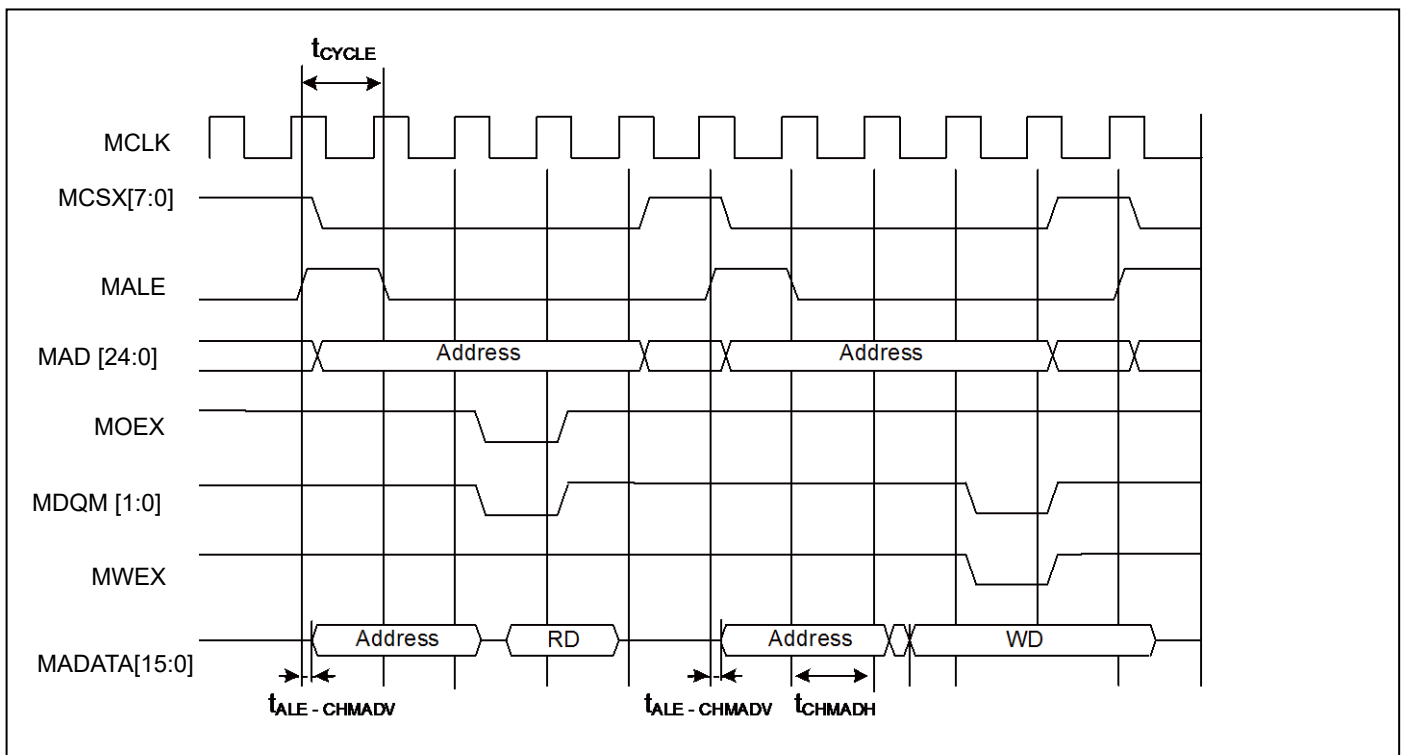 tCYCLE
MCLK
MCSX[7:0]
MALE
MAD [24:0]
Address
Address
MOEX
MDQM [1:0]
MWEX
MADATA[15:0]
Address
RD
Address
WD
tALE - CHMADV
tALE - CHMADV
tCHMADH